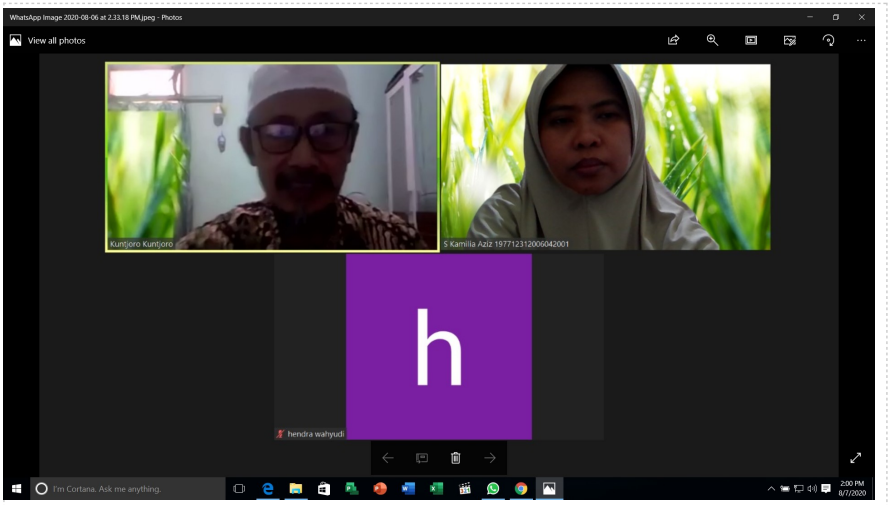 WhatsApp Image 2020-08-06 at 2.33.18 PM.jpeg - Photos
View all photos
Kuntjoro Kuntjoro
S Kamilia Aziz 197712312006042001
h
hendra wahyudi
I'm Cortana. Ask me anything.
2:00 PM
8/7/2020